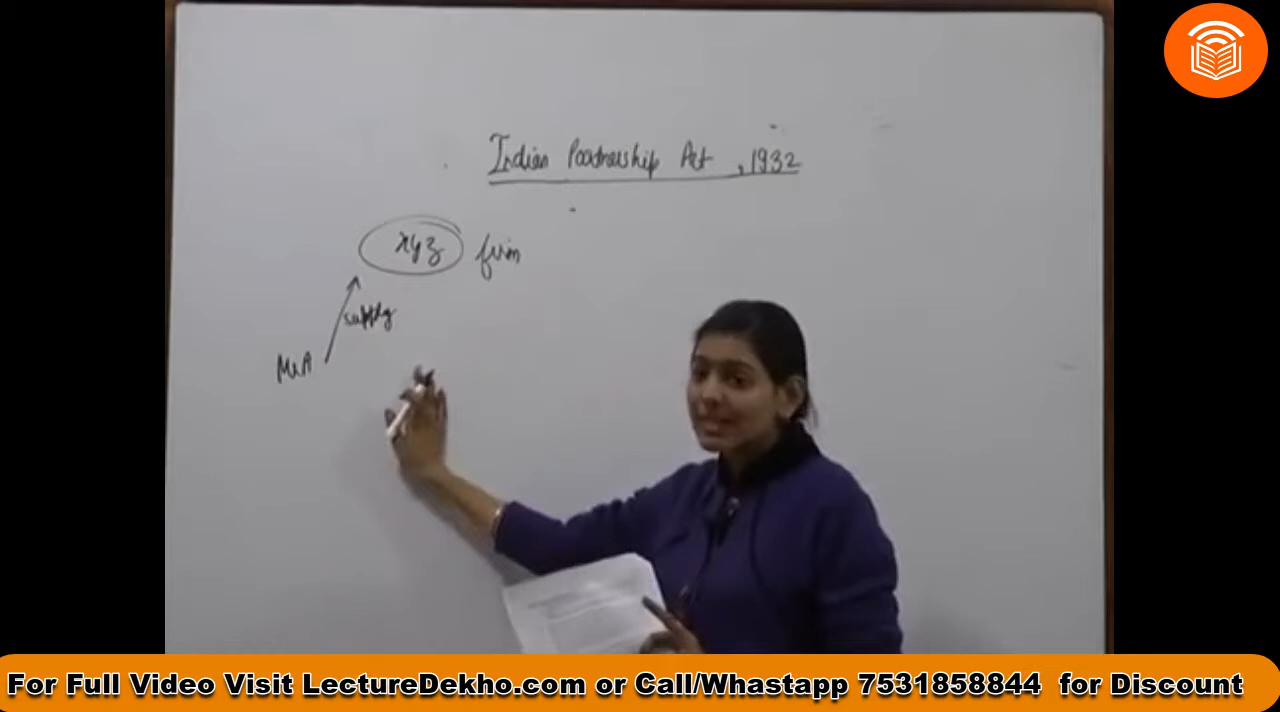 Indian Partnership Act, 1932
xyz firm
supply
Mr A
For Full Video Visit LectureDekho.com or Call/Whastapp 7531858844 for Discount